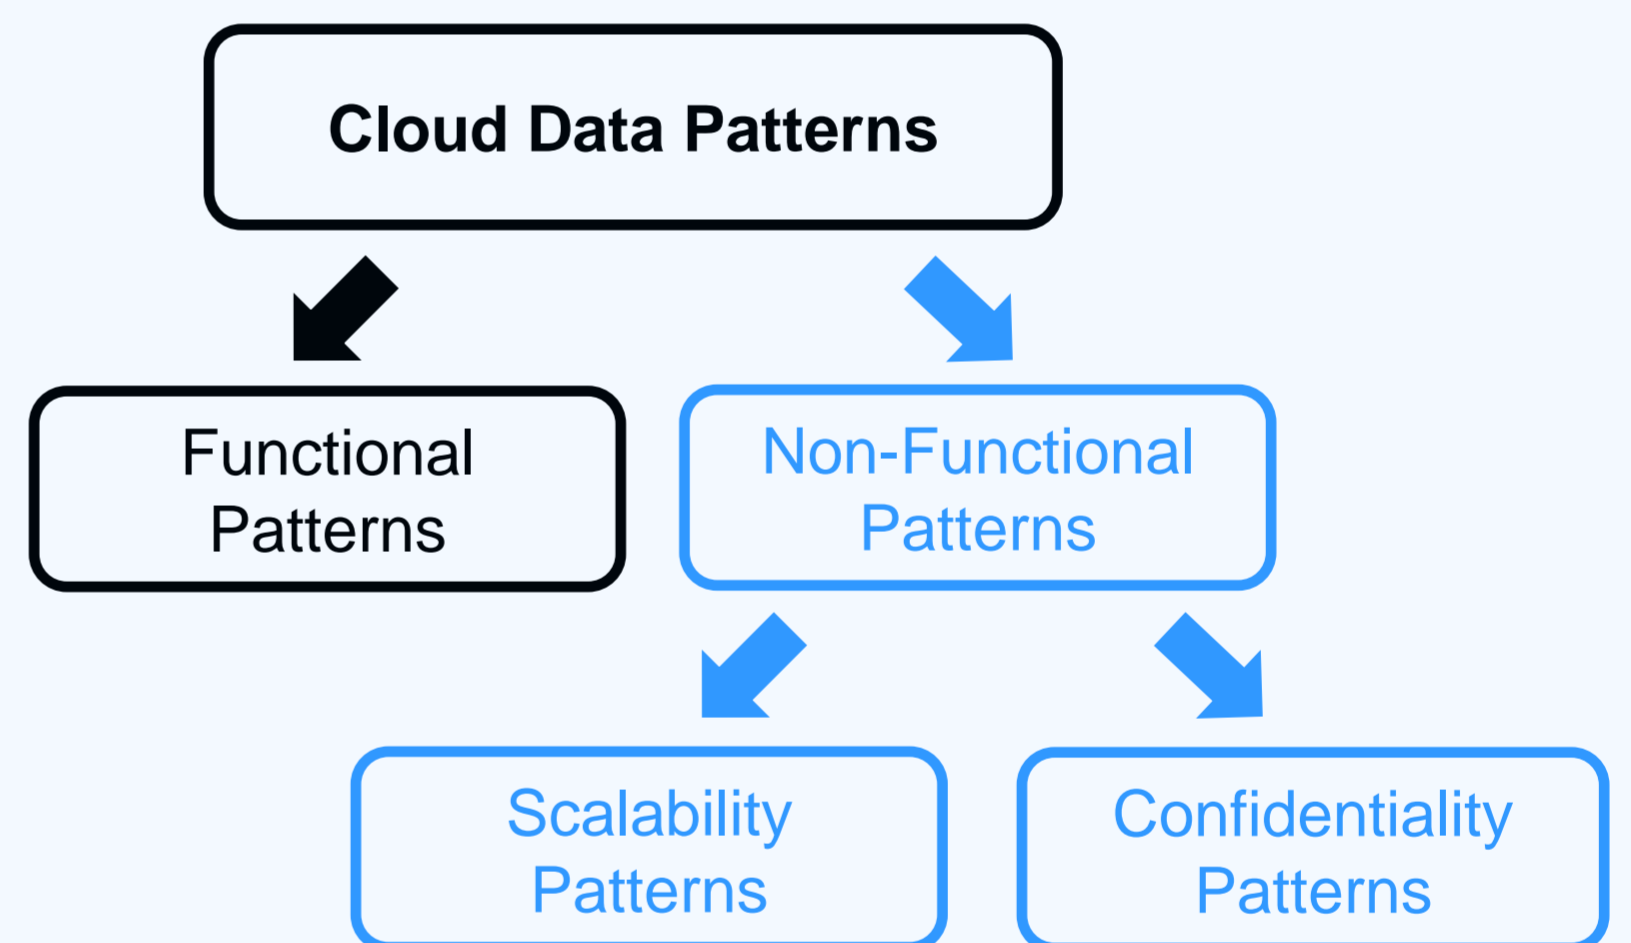 Cloud Data Patterns
Functional
Patterns
Non-Functional
Patterns
Scalability
Patterns
Confidentiality
Patterns